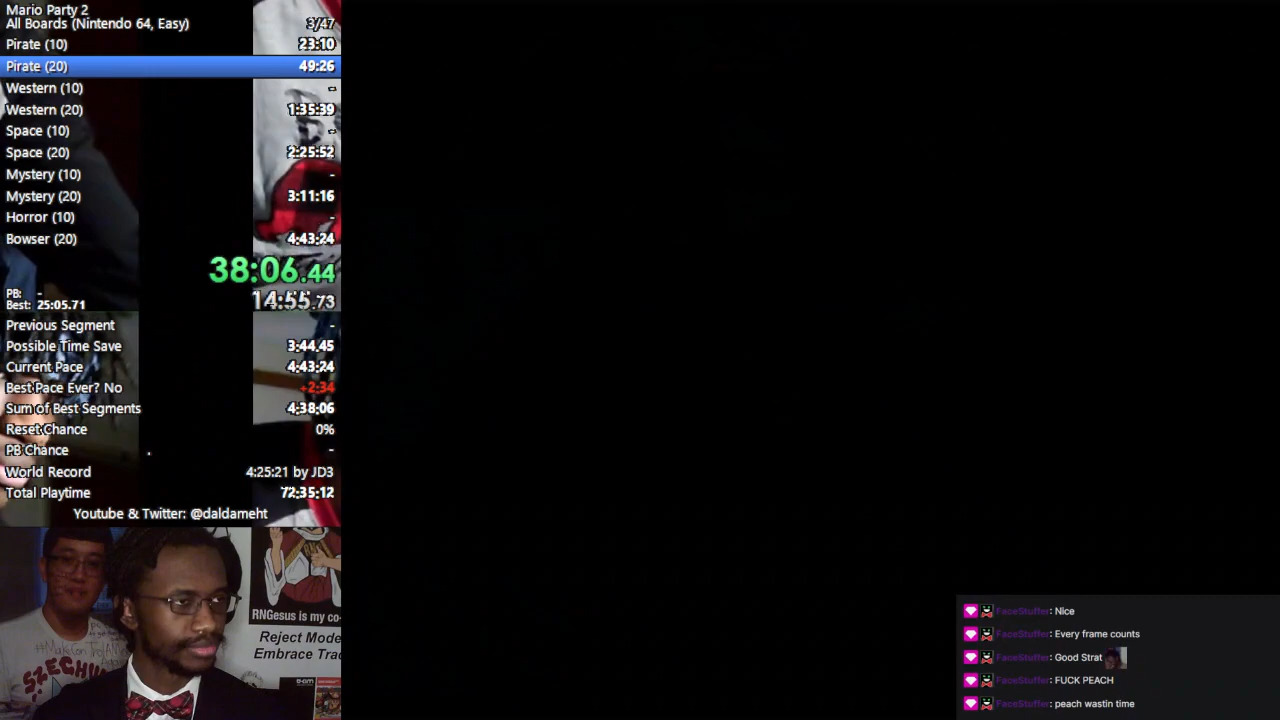 Mario Party 2
All Boards (Nintendo 64, Easy) 3/47
Pirate (10) 23:10
Pirate (20) 49:26
Western (10) -
Western (20) 1:35:39
Space (10) -
Space (20) 2:25:52
Mystery (10) -
Mystery (20) 3:11:16
Horror (10) -
Bowser (20) 4:43:24
38:06.44
PB: -
Best: 25:05.71 14:55.73
Previous Segment -
Possible Time Save 3:44.45
Current Pace 4:43:24
Best Pace Ever? No +2:34
Sum of Best Segments 4:38:06
Reset Chance 0%
PB Chance -
World Record 4:25:21 by JD3
Total Playtime 72:35:12
Youtube & Twitter: @daldameht
RNGesus is my co-
Reject Mode
Embrace Tra
SZECHU
FaceStuffer: Nice
FaceStuffer: Every frame counts
FaceStuffer: Good Strat
FaceStuffer: FUCK PEACH
FaceStuffer: peach wastin time